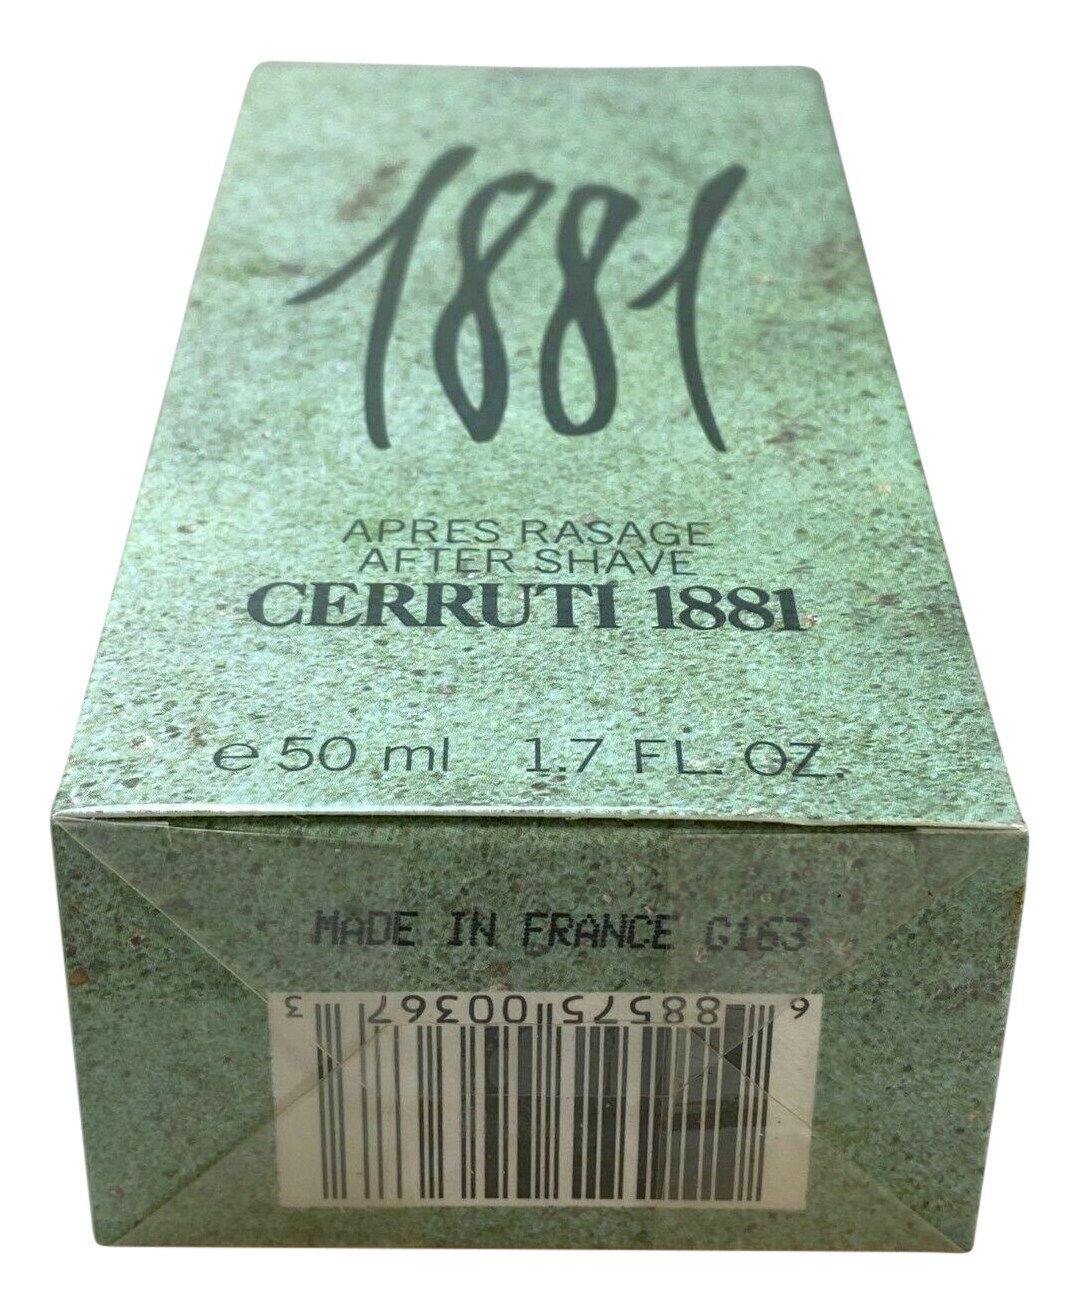 1881
APRES RASAGE
AFTER SHAVE
CERRUTI 1881
e 50 ml 1.7 FL. OZ.
MADE IN FRANCE G163
6 88575 00367 3